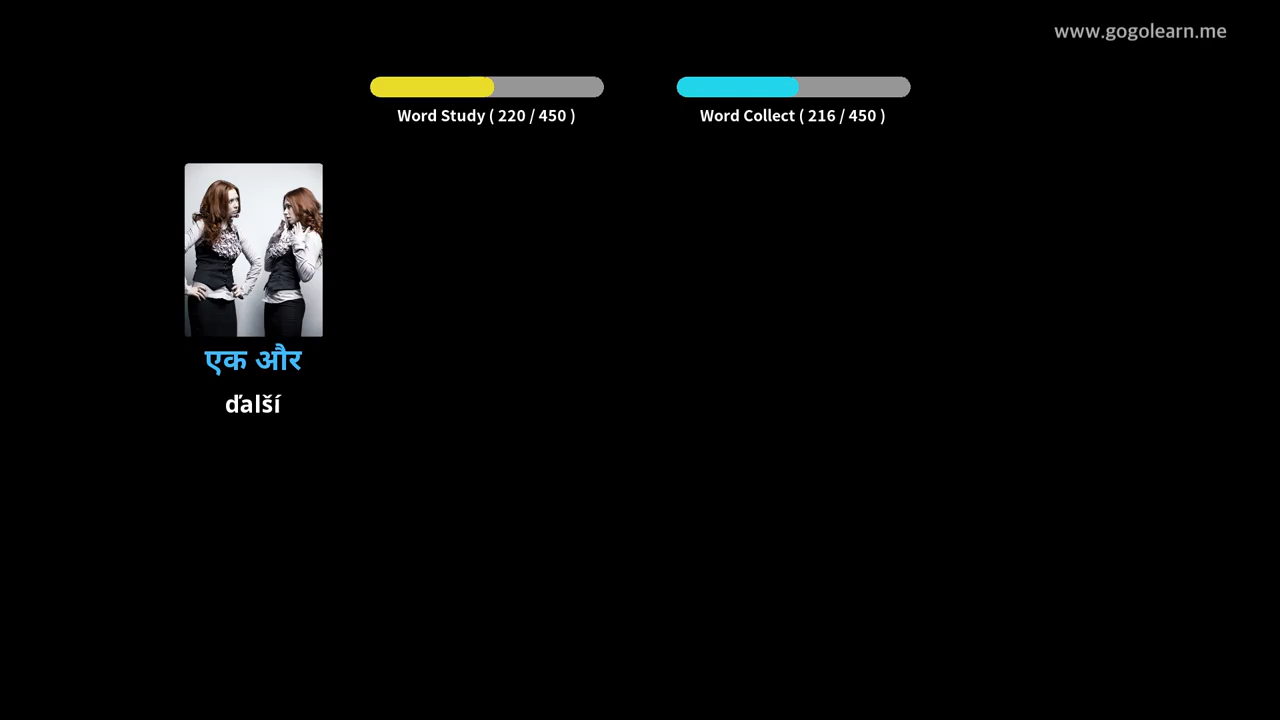 www.gogolearn.me
Word Study ( 220 / 450 )
Word Collect ( 216 / 450 )
एक और
ďalší